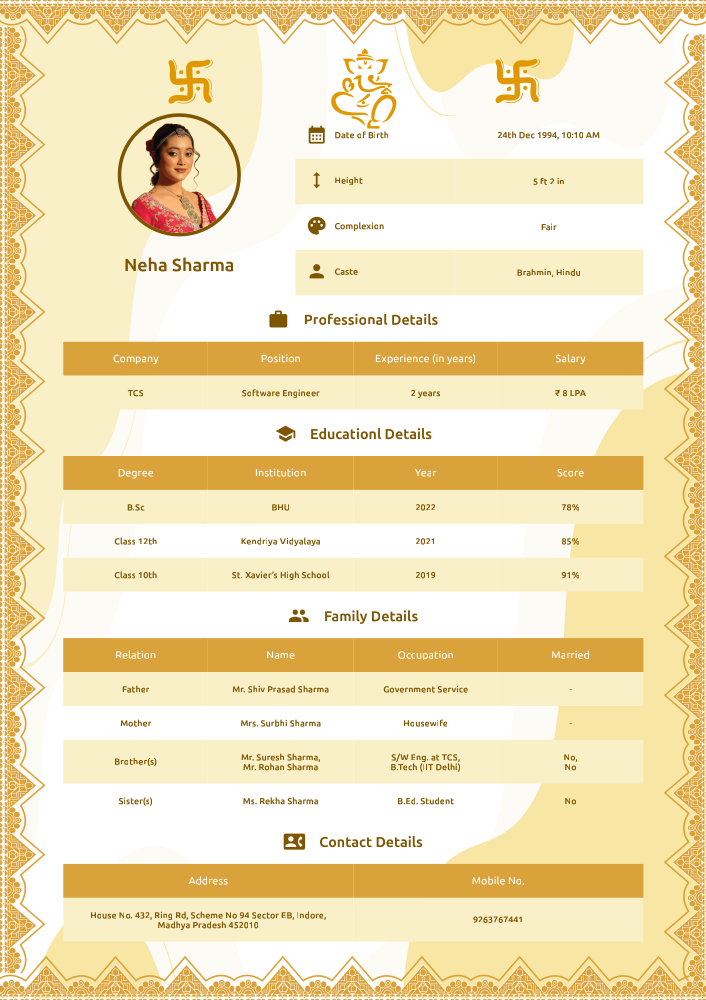 Date of Birth 24th Dec 1994, 10:10 AM
Height 5 ft 2 in
Complexion Fair
Caste Brahmin, Hindu
Neha Sharma
Professional Details
Company Position Experience (in years) Salary
TCS Software Engineer 2 years ₹ 8 LPA
Educationl Details
Degree Institution Year Score
B.Sc BHU 2022 78%
Class 12th Kendriya Vidyalaya 2021 85%
Class 10th St. Xavier's High School 2019 91%
Family Details
Relation Name Occupation Married
Father Mr. Shiv Prasad Sharma Government Service -
Mother Mrs. Surbhi Sharma Housewife -
Brother(s) Mr. Suresh Sharma, S/W Eng. at TCS, No,
Mr. Rohan Sharma B.Tech (IIT Delhi) No
Sister(s) Ms. Rekha Sharma B.Ed. Student No
Contact Details
Address Mobile No.
House No. 432, Ring Rd, Scheme No 94 Sector EB, Indore, 9263767441
Madhya Pradesh 452010